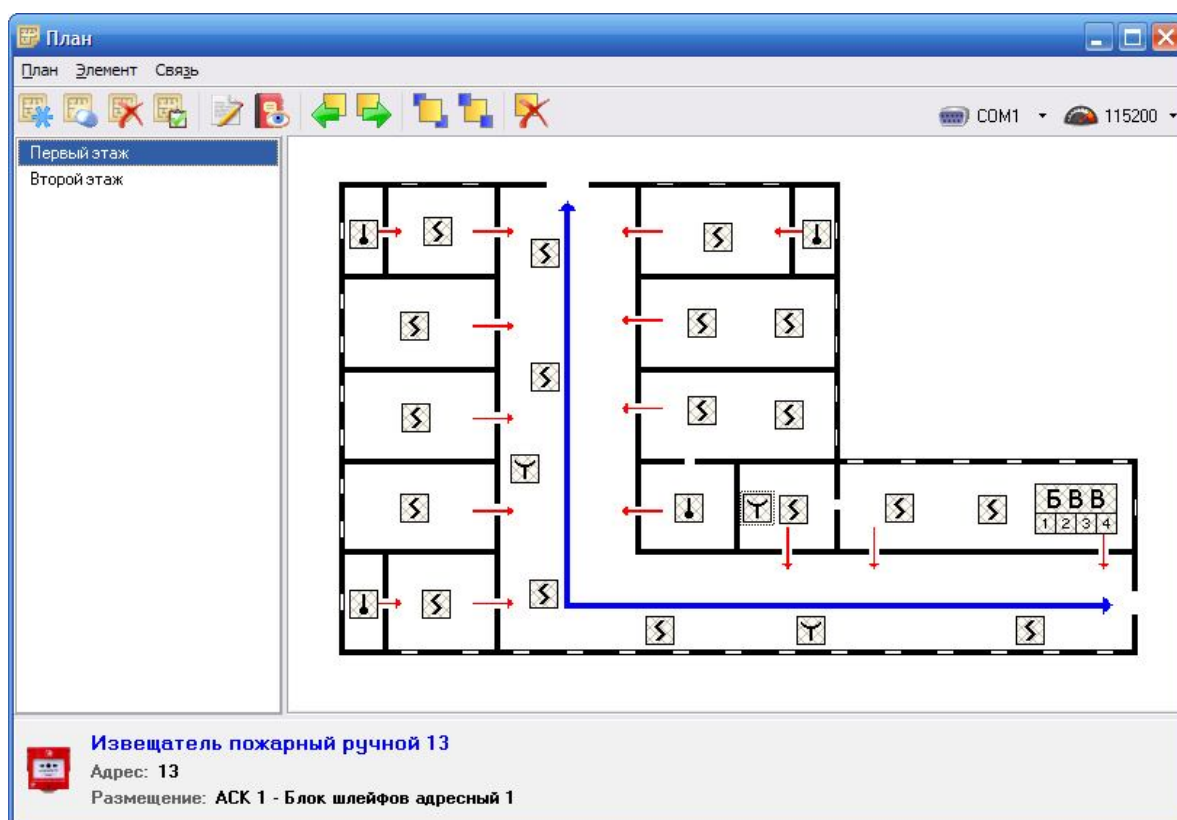 План
План Элемент Связь
COM1 115200
Первый этаж
Второй этаж
БВВ
1 2 3 4
Извещатель пожарный ручной 13
Адрес: 13
Размещение: АСК 1 - Блок шлейфов адресный 1